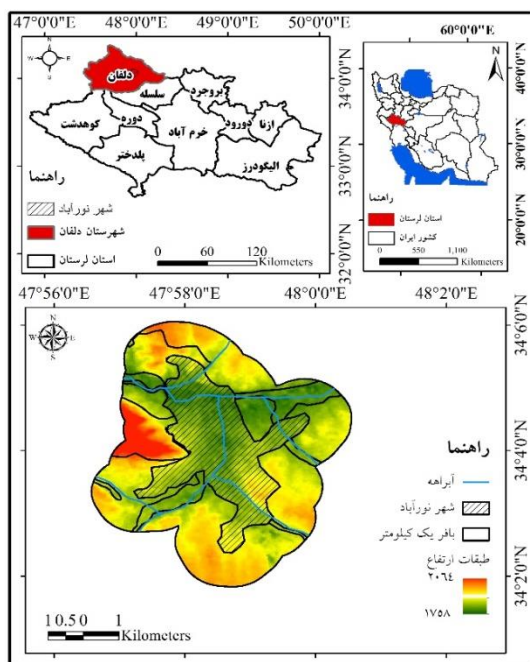 47°0'0"E 48°0'0"E 49°0'0"E 50°0'0"E
34°0'0"N
33°0'0"N
32°0'0"N
دلفان
سلسله
بروجرد
کوهدشت
دوره
خرم آباد
دورود
ازنا
پلدختر
الیگودرز
راهنما
شهر نورآباد
شهرستان دلفان
استان لرستان
0 60 120
Kilometers
60°0'0"E
N
40°0'0"N
30°0'0"N
20°0'0"N
راهنما
استان لرستان
کشور ایران
0 550 1,100
Kilometers
47°56'0"E 47°58'0"E 48°0'0"E 48°2'0"E
34°6'0"N
34°4'0"N
34°2'0"N
N
W E
S
راهنما
آبراهه
شهر نورآباد
بافر یک کیلومتر
طبقات ارتفاع
۲۰۶۴
۱۷۵۸
1 0.5 0 1
Kilometers